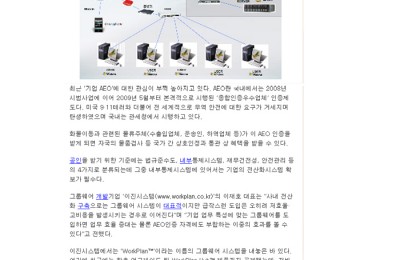 최근 '기업 AEO'에 대한 관심이 부쩍 높아지고 있다. AEO란 국내에서는 2008년
시범사업에 이어 2009년 5월부터 본격적으로 시행된 '종합인증우수업체' 인증제
도다. 미국 9.11테러와 더불어 전 세계적으로 무역 안전에 대한 요구가 거세지며
탄생하였으며 국내는 관세청에서 시행하고 있다.
화물이동과 관련된 물류주체(수출입업체, 운송인, 하역업체 등)가 이 AEO 인증을
받게 되면 자국의 물품검사 등 국가 간 상호인정과 통관 상 혜택을 받을 수 있다.
공인을 받기 위한 기준에는 법규준수도, 내부통제시스템, 재무건전성, 안전관리 등
의 4가지로 분류되는데 그중 내부통제시스템에 있어서는 기업의 전산화시스템 확
보가 필수다.
그룹웨어 개발기업 '이진시스템(www.workplan.co.kr)'의 이재호 대표는 "사내 전산
화 구축으로는 그룹웨어 시스템이 대표적이지만 급작스런 도입은 오히려 저효율
고비용을 발생시키는 경우로 이어진다"며 "기업 업무 특성에 맞는 그룹웨어를 도
입하면 업무 효율 증대는 물론 AEO인증 자격에도 부합하는 이중의 효과를 볼 수
있다"고 전했다.
이진시스템에서는 "WorkPlan™"이라는 이름의 그룹웨어 시스템을 내놓은 바 있다.